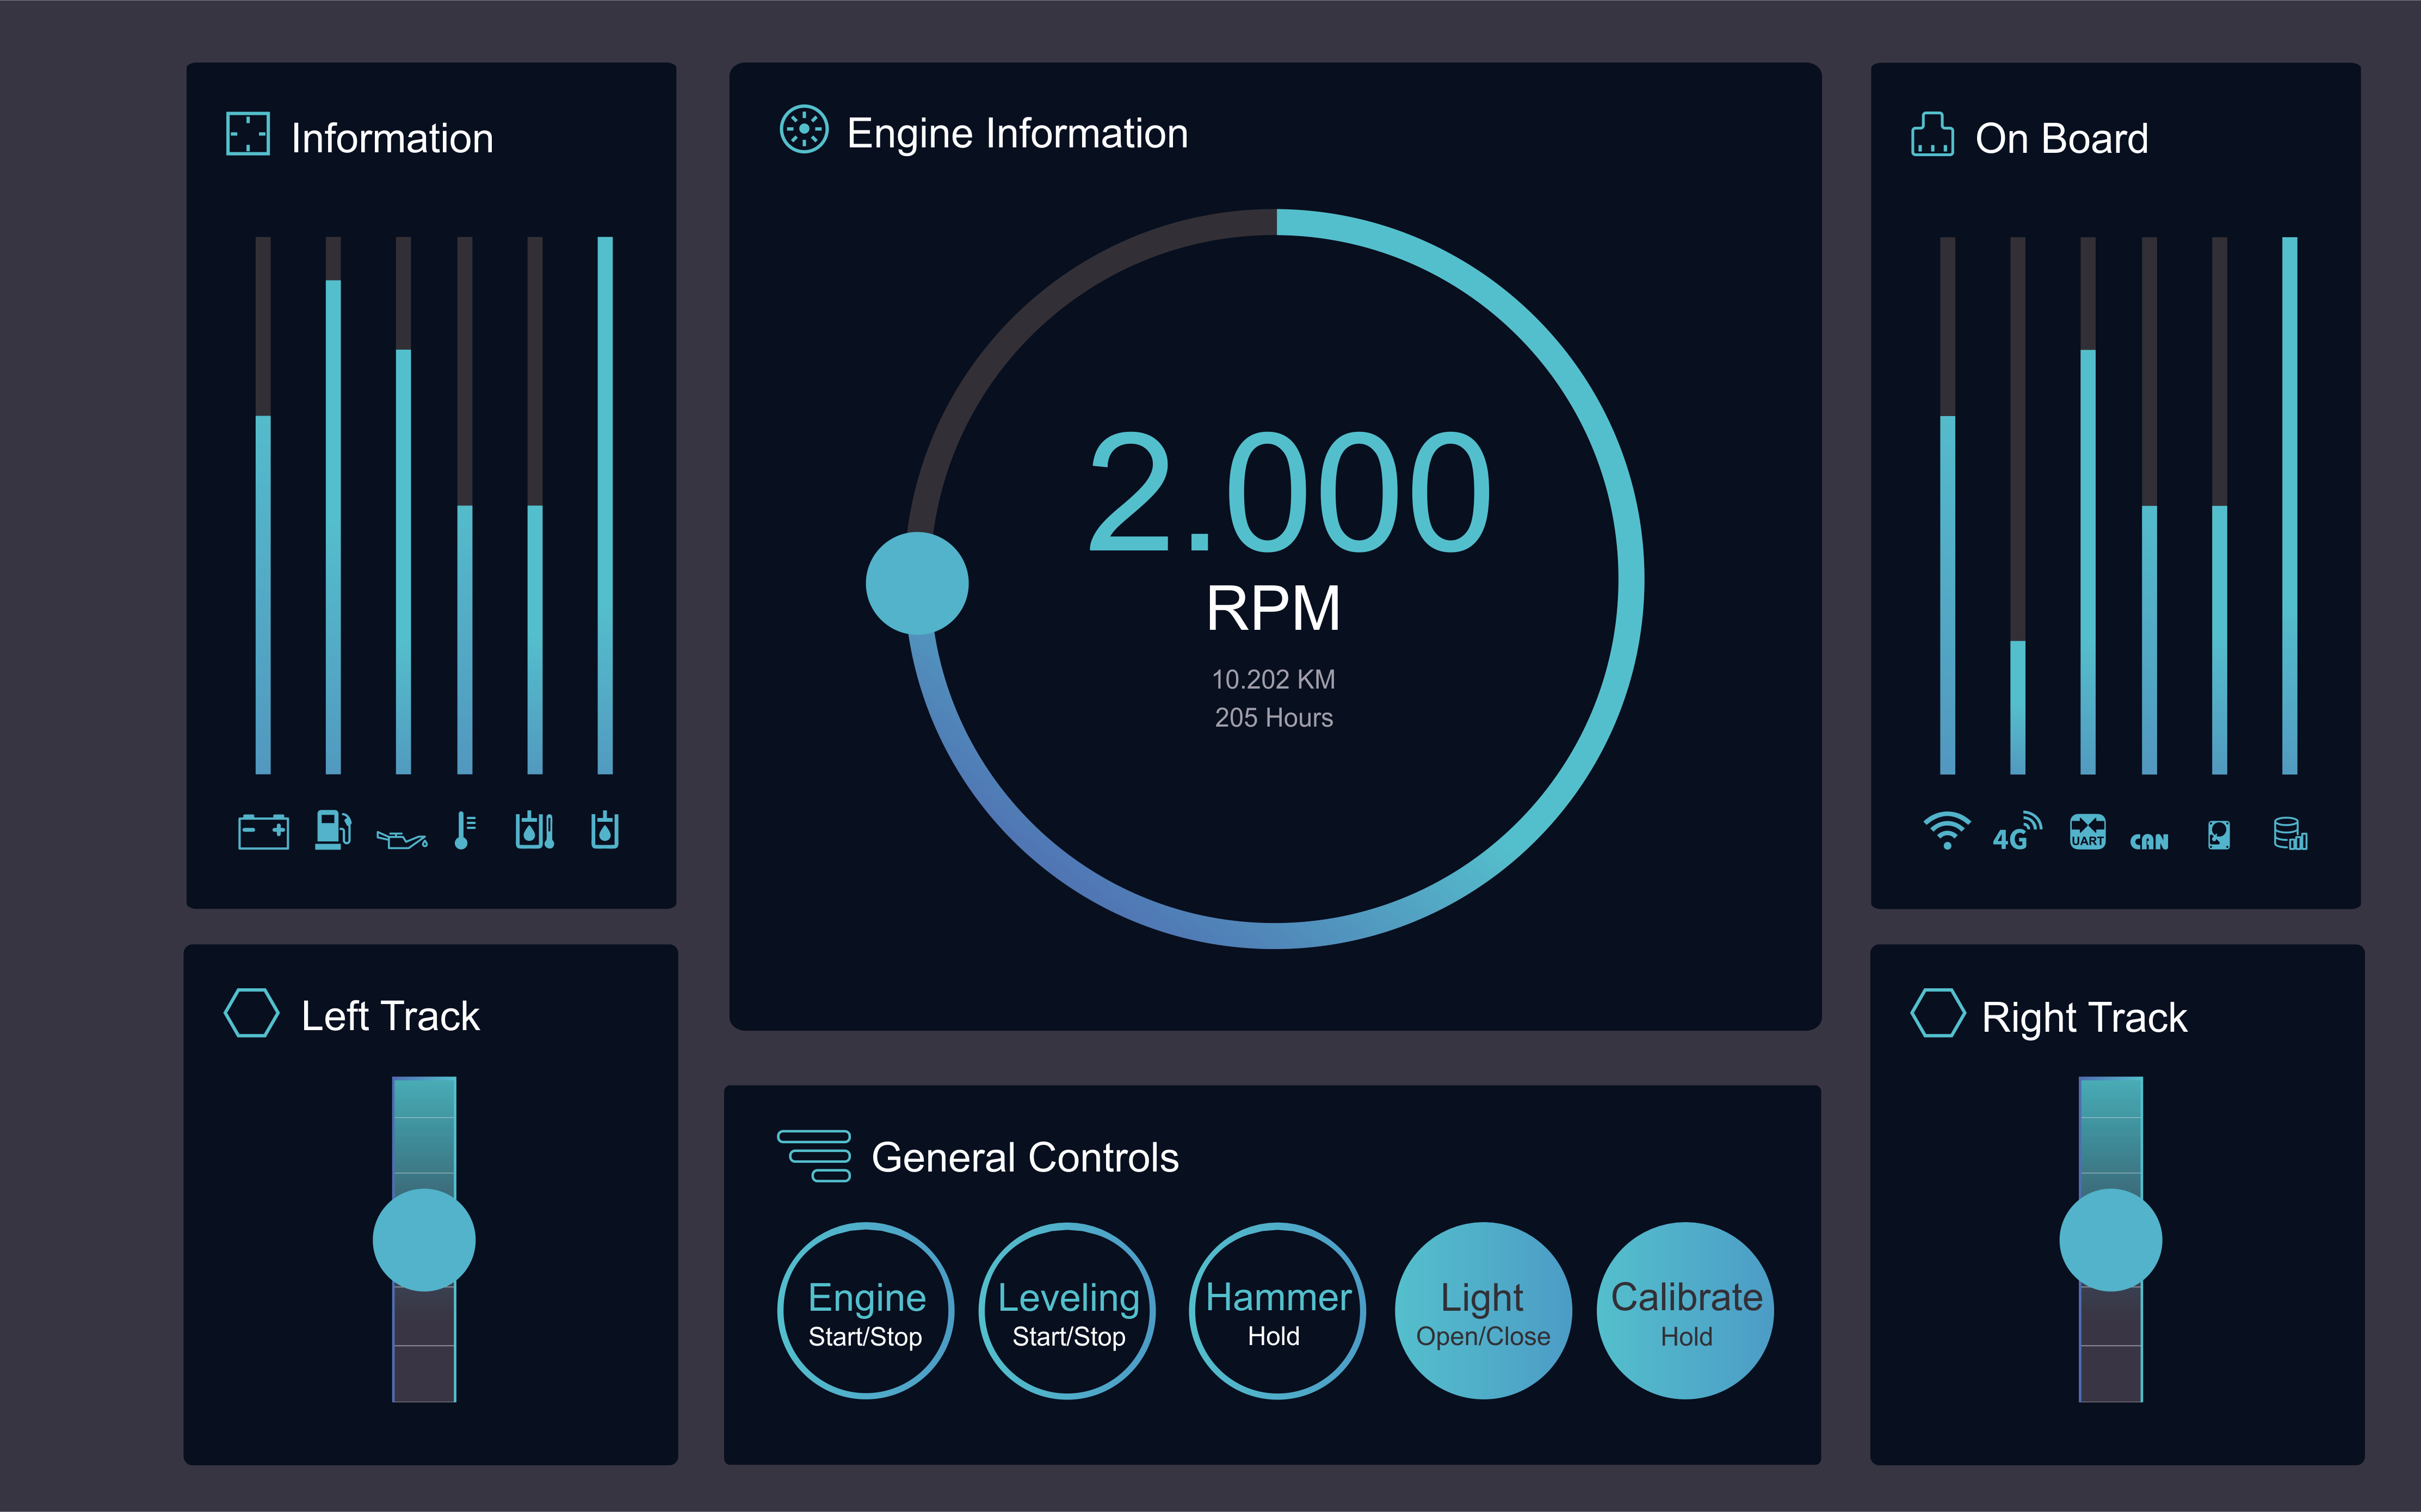 Information
Engine Information
On Board
2.000
RPM
10.202 KM
205 Hours
4G
UART
CAN
Left Track
Right Track
General Controls
Engine
Start/Stop
Leveling
Start/Stop
Hammer
Hold
Light
Open/Close
Calibrate
Hold